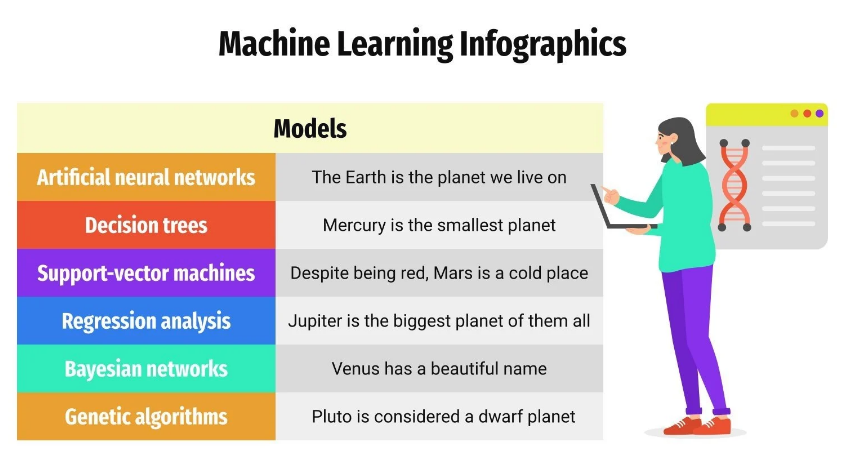 Machine Learning Infographics
Models
Artificial neural networks
The Earth is the planet we live on
Decision trees
Mercury is the smallest planet
Support-vector machines
Despite being red, Mars is a cold place
Regression analysis
Jupiter is the biggest planet of them all
Bayesian networks
Venus has a beautiful name
Genetic algorithms
Pluto is considered a dwarf planet